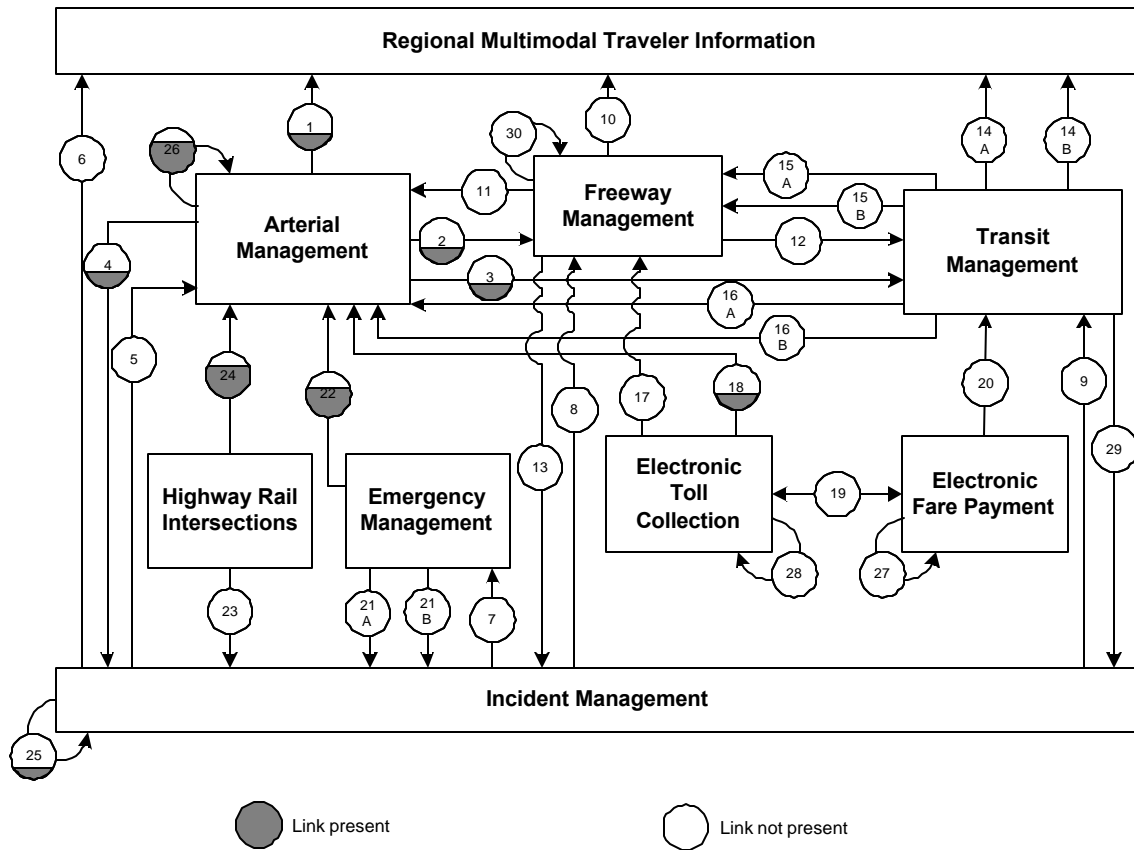 Regional Multimodal Traveler Information
1
10
30
14
A
14
B
6
26
15
A
11
Freeway
Management
15
B
Arterial
Management
2
12
Transit
Management
4
3
16
A
16
B
5
24
22
17
18
8
20
9
13
29
Highway Rail
Intersections
Emergency
Management
Electronic
Toll
Collection
19
Electronic
Fare Payment
28
27
23
21
A
21
B
7
Incident Management
25
Link present
Link not present